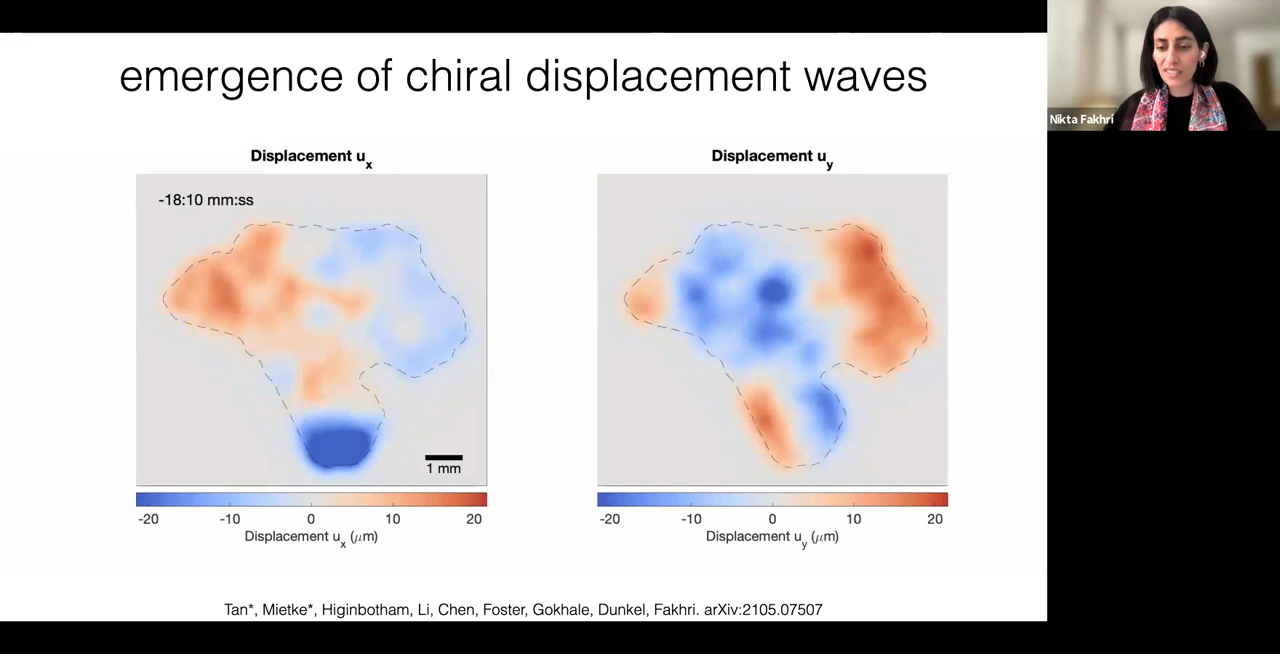 emergence of chiral displacement waves
Nikta Fakhri
Displacement ux
-18:10 mm:ss
1 mm
-20 -10 0 10 20
Displacement ux (μm)
Displacement uy
-20 -10 0 10 20
Displacement uy (μm)
Tan*, Mietke*, Higinbotham, Li, Chen, Foster, Gokhale, Dunkel, Fakhri. arXiv:2105.07507